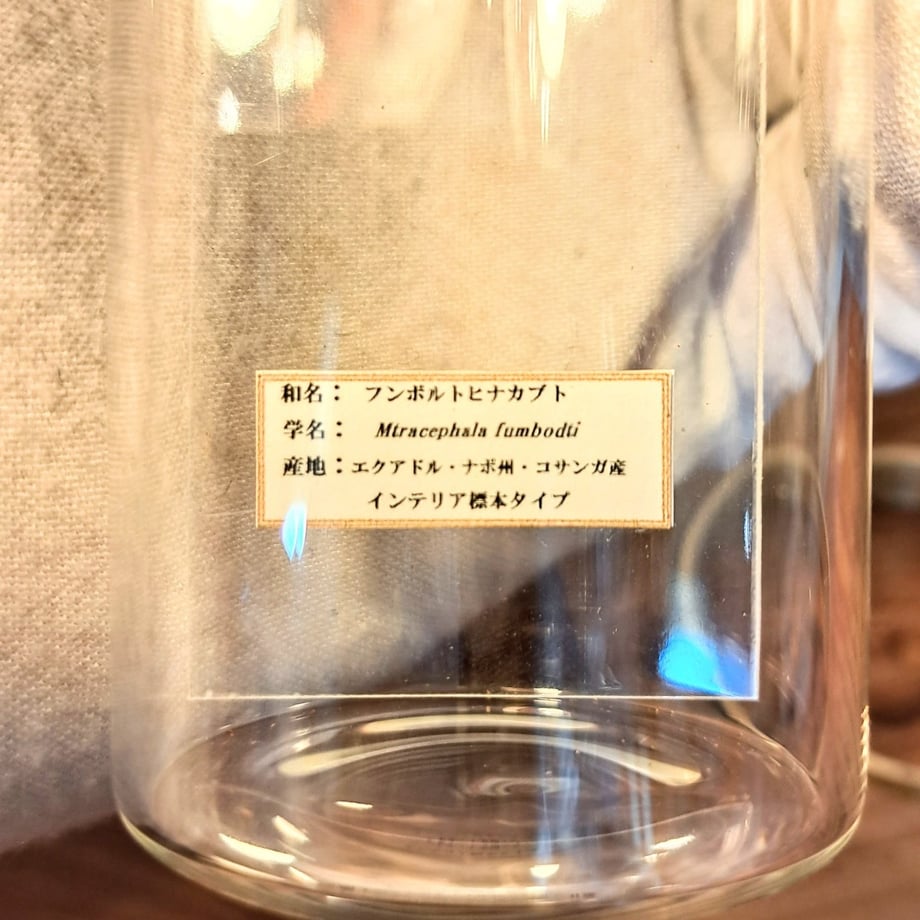 和名： フンボルトヒナカブト
学名： Mtracephala fumbodti
産地：エクアドル・ナボ州・コサンガ産
インテリア標本タイプ